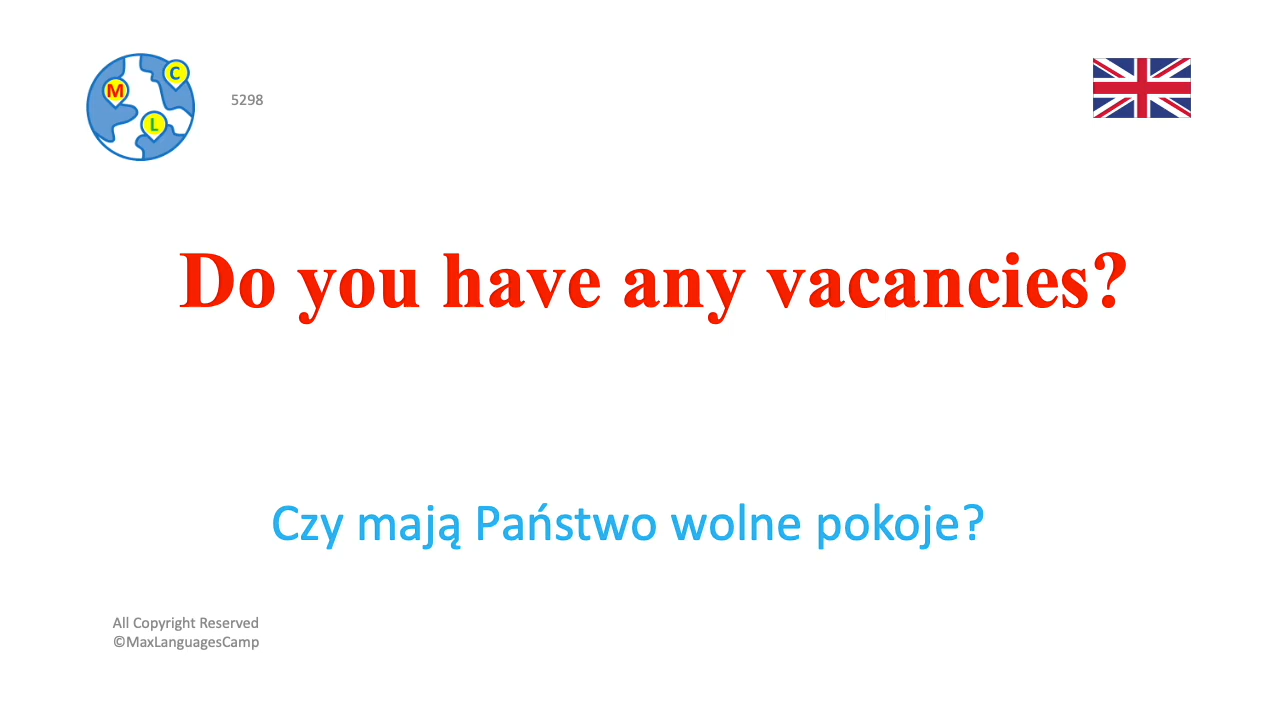 C
M
L
5298
Do you have any vacancies?
Czy mają Państwo wolne pokoje?
All Copyright Reserved
©MaxLanguagesCamp